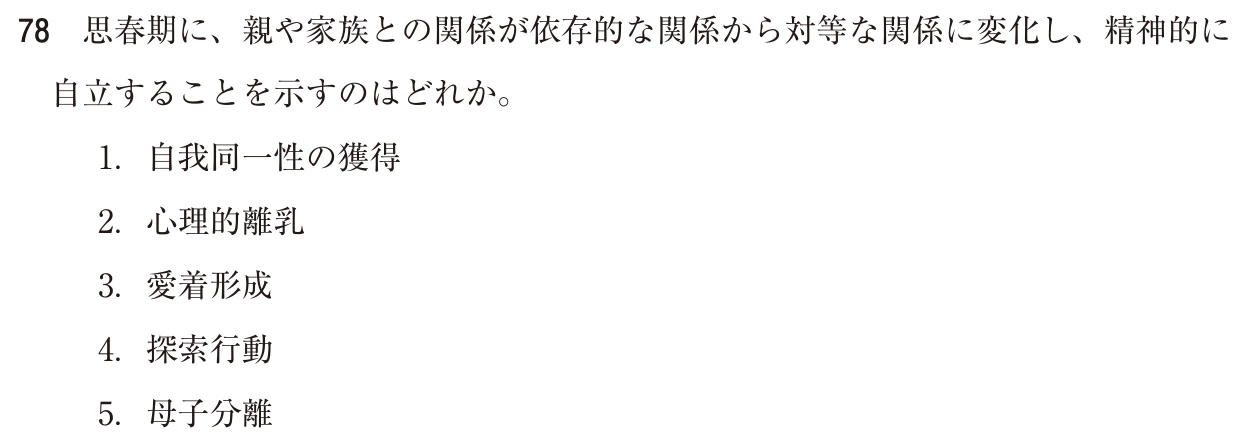 78 思春期に、親や家族との関係が依存的な関係から対等な関係に変化し、精神的に
自立することを示すのはどれか。
1. 自我同一性の獲得
2. 心理的離乳
3. 愛着形成
4. 探索行動
5. 母子分離